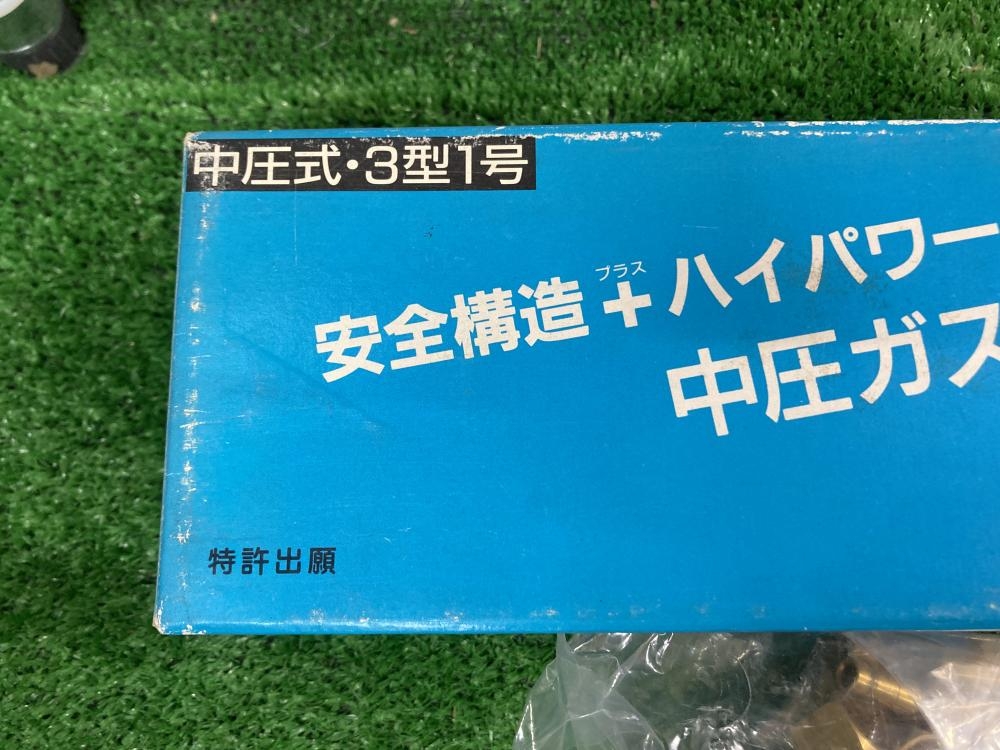 中圧式・3型1号
プラス
安全構造+ハイパワー
中圧ガス
特許出願